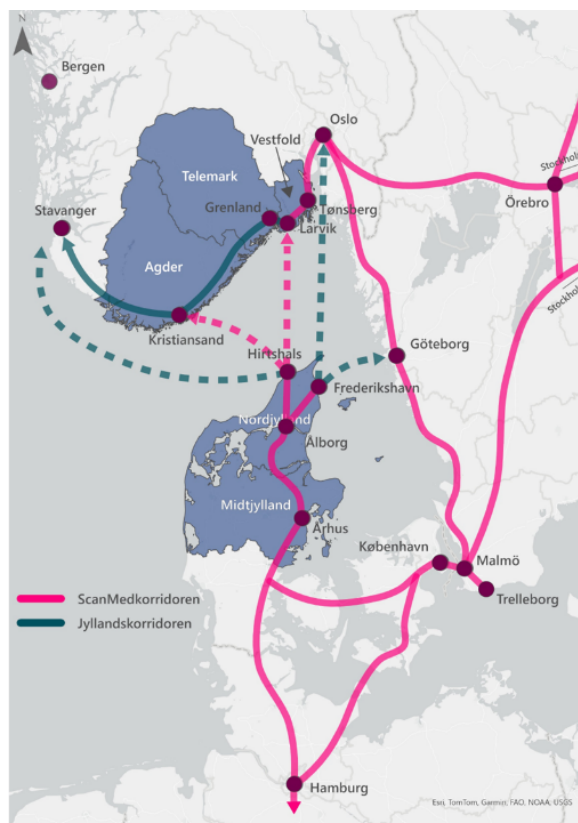 N
Bergen
Oslo
Vestfold
Telemark
Stockholm
Örebro
Grenland
Tønsberg
Stavanger
Larvik
Agder
Stockholm
Kristiansand
Göteborg
Hirtshals
Frederikshavn
Nordjylland
Ålborg
Midtjylland
Århus
København
Malmö
ScanMedkorridoren
Trelleborg
Jyllandskorridoren
Hamburg
Esri, TomTom, Garmin, FAO, NOAA, USGS